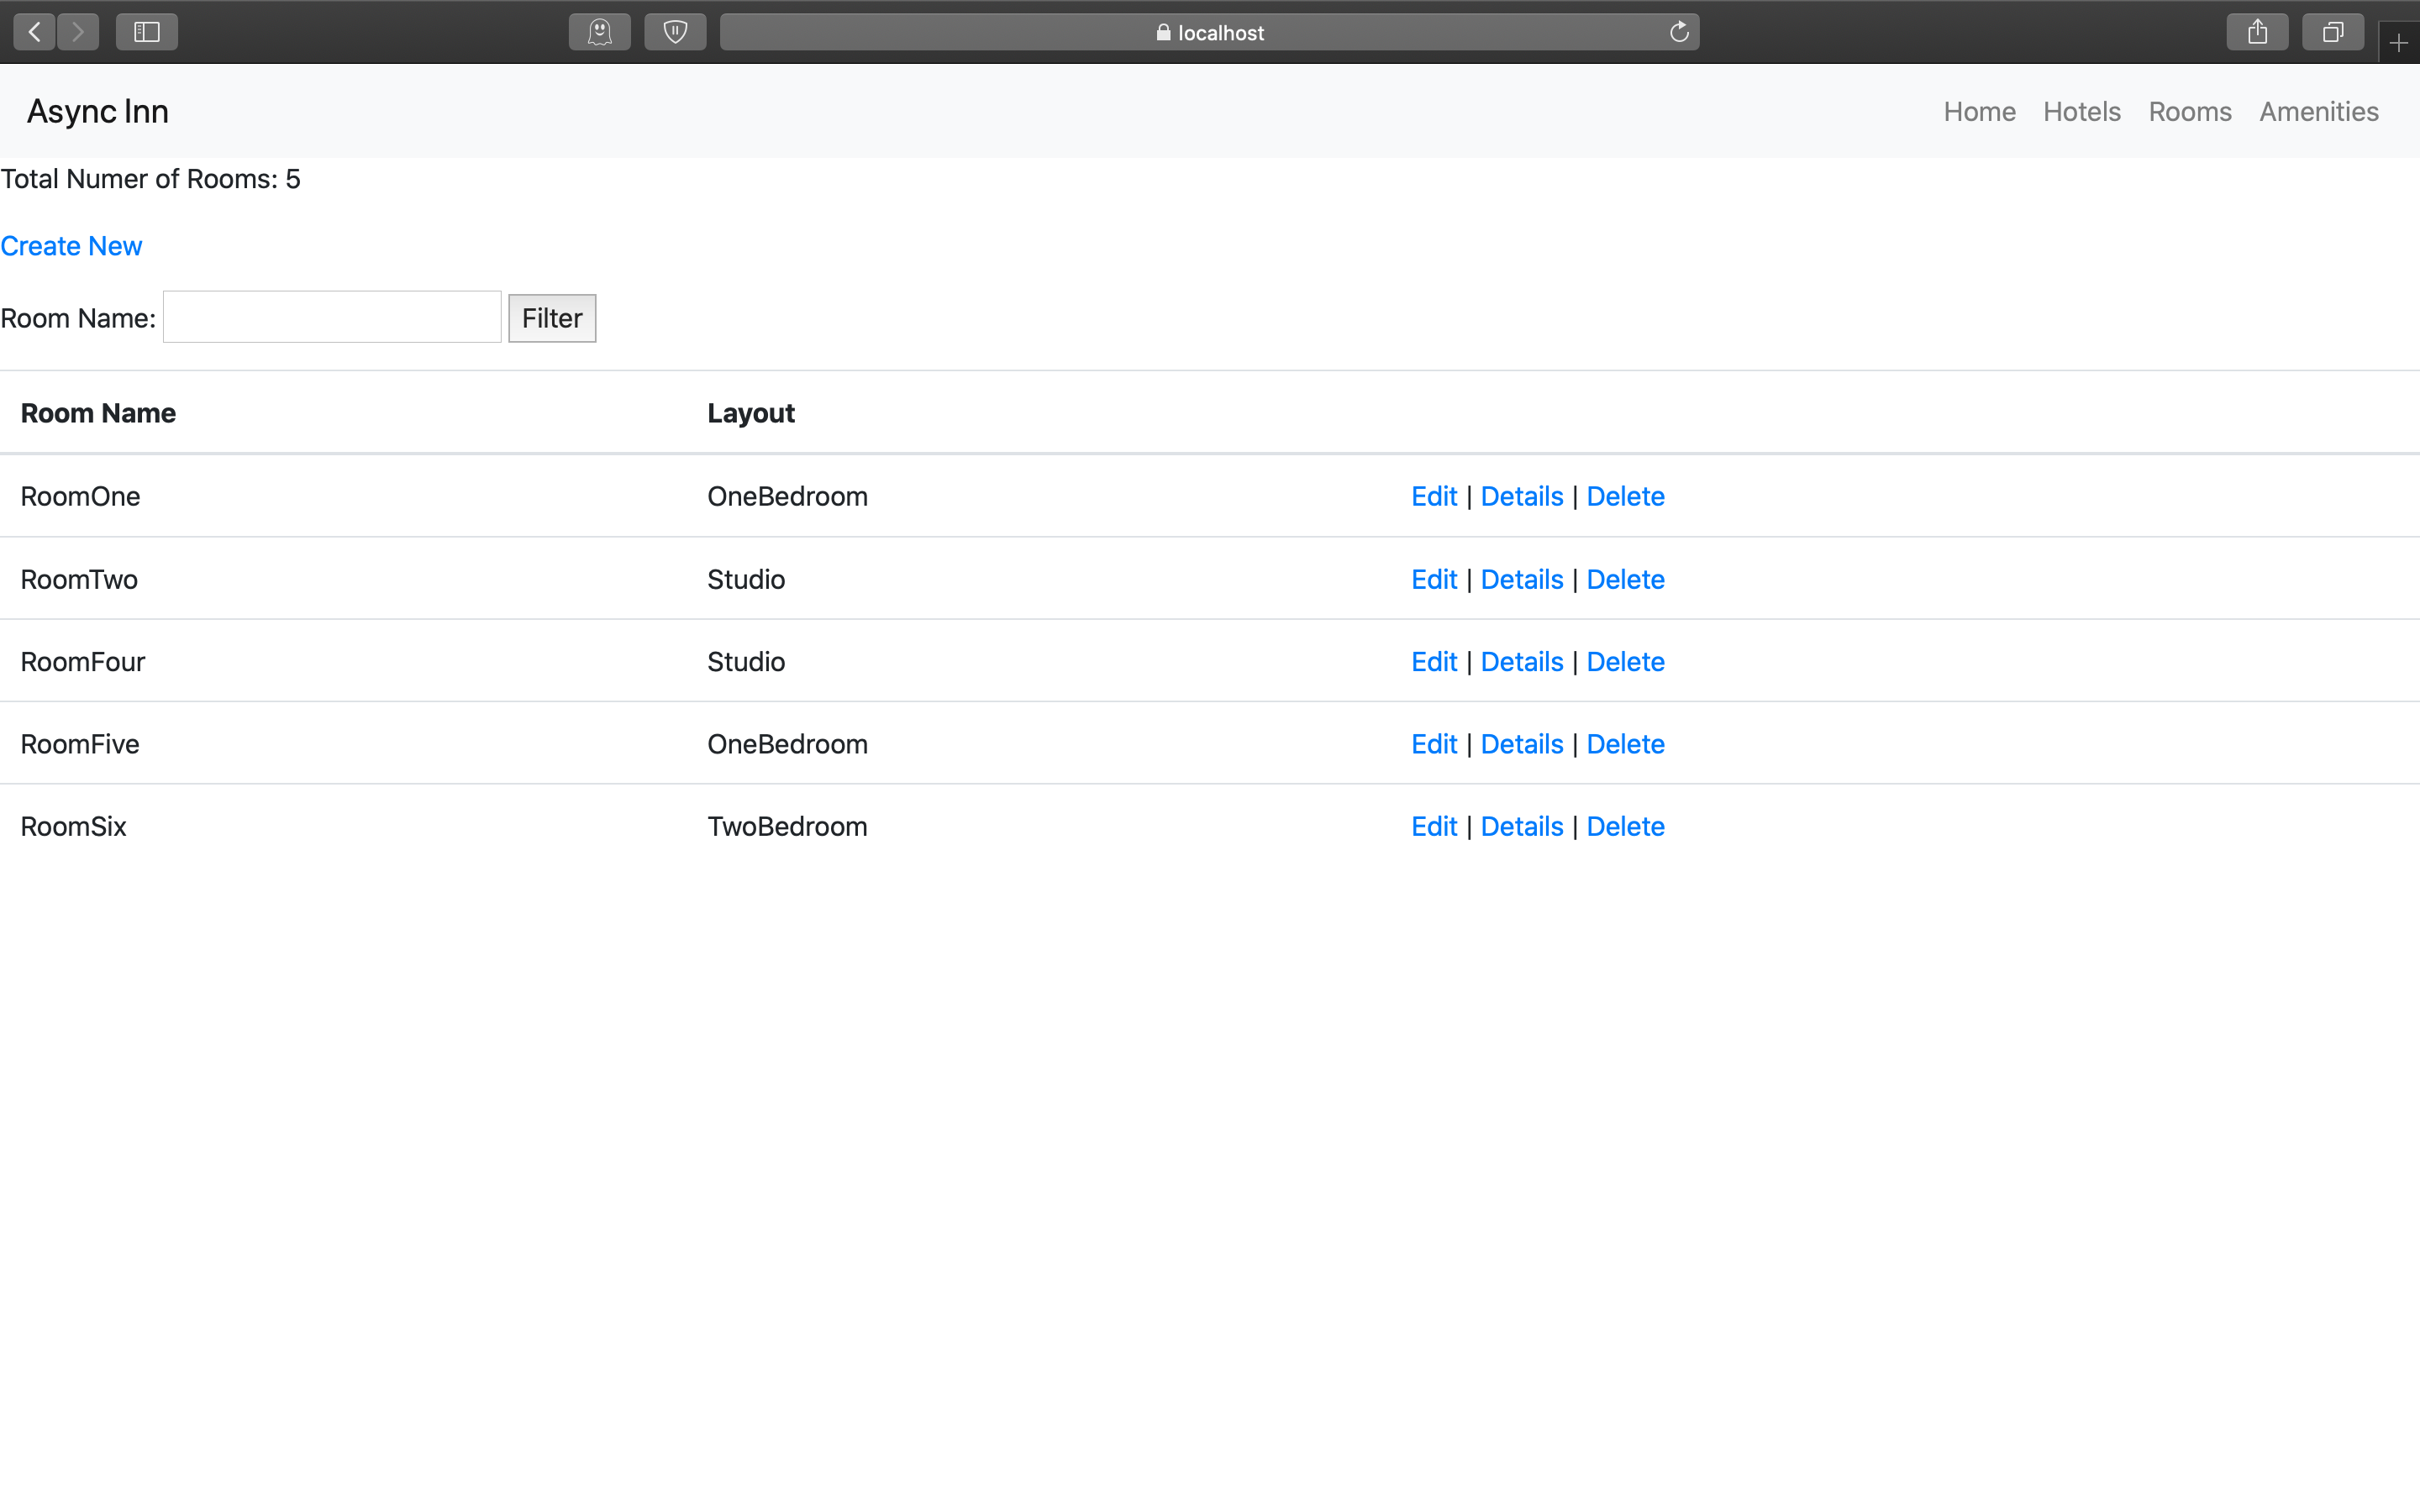 localhost
Async Inn Home Hotels Rooms Amenities
Total Numer of Rooms: 5
Create New
Room Name: Filter
Room Name Layout
RoomOne OneBedroom Edit | Details | Delete
RoomTwo Studio Edit | Details | Delete
RoomFour Studio Edit | Details | Delete
RoomFive OneBedroom Edit | Details | Delete
RoomSix TwoBedroom Edit | Details | Delete